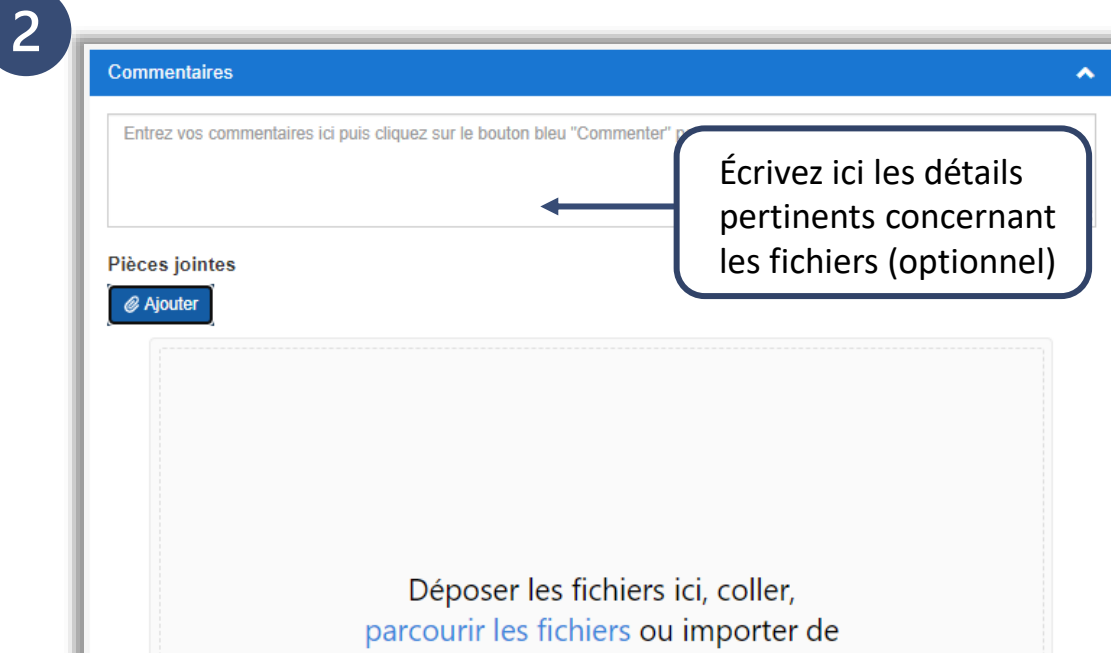 2
Commentaires
Entrez vos commentaires ici puis cliquez sur le bouton bleu "Commenter"
Écrivez ici les détails
pertinents concernant
les fichiers (optionnel)
Pièces jointes
Ajouter
Déposer les fichiers ici, coller,
parcourir les fichiers ou importer de